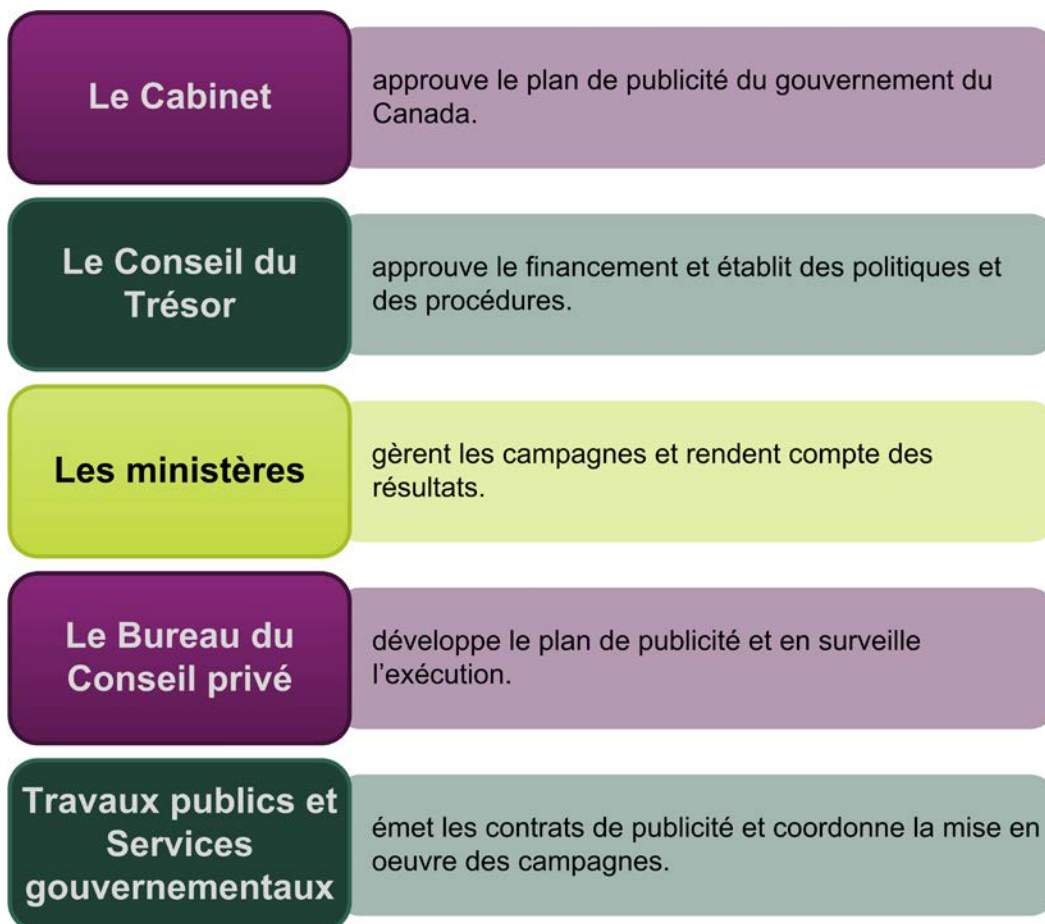 Le Cabinet
approuve le plan de publicité du gouvernement du
Canada.
Le Conseil du
Trésor
approuve le financement et établit des politiques et
des procédures.
Les ministères
gèrent les campagnes et rendent compte des
résultats.
Le Bureau du
Conseil privé
développe le plan de publicité et en surveille
l'exécution.
Travaux publics et
Services
gouvernementaux
émet les contrats de publicité et coordonne la mise en
oeuvre des campagnes.